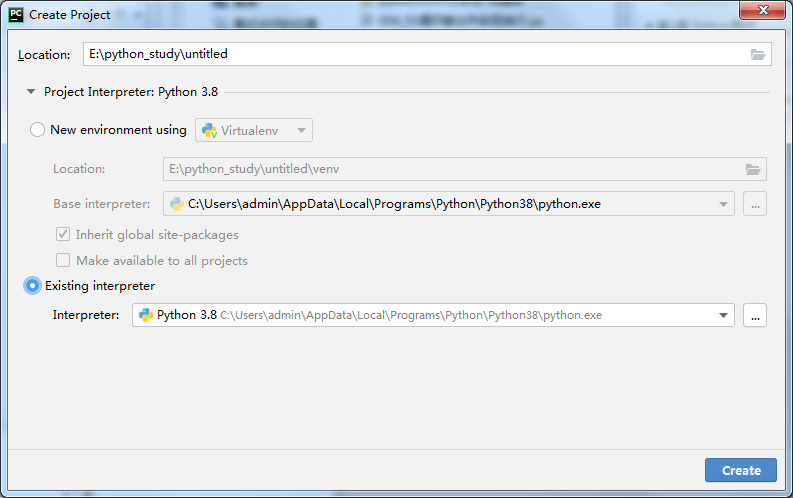 PC Create Project
Location: E:\python_study\untitled
Project Interpreter: Python 3.8
New environment using Virtualenv
Location: E:\python_study\untitled\venv
Base interpreter: C:\Users\admin\AppData\Local\Programs\Python\Python38\python.exe ...
Inherit global site-packages
Make available to all projects
Existing interpreter
Interpreter: Python 3.8 C:\Users\admin\AppData\Local\Programs\Python\Python38\python.exe ...
Create